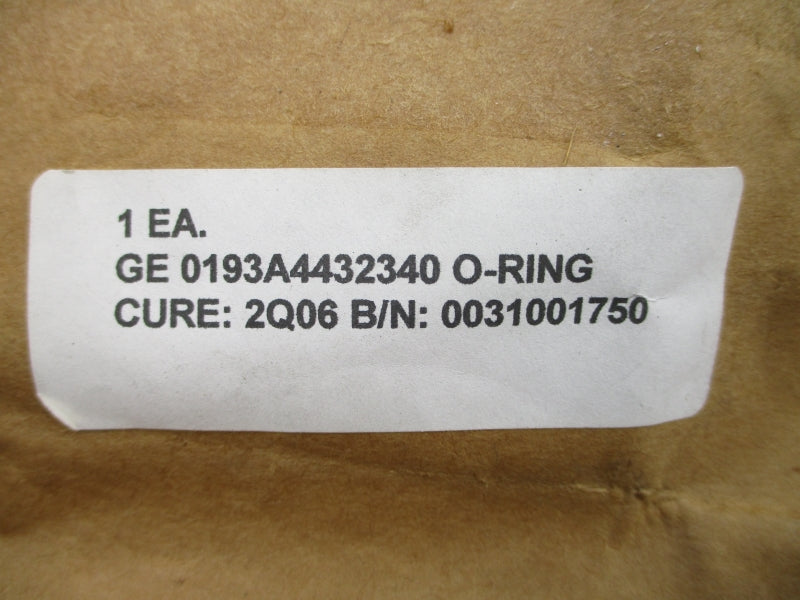 1 EA.
GE 0193A4432340 O-RING
CURE: 2Q06 B/N: 0031001750